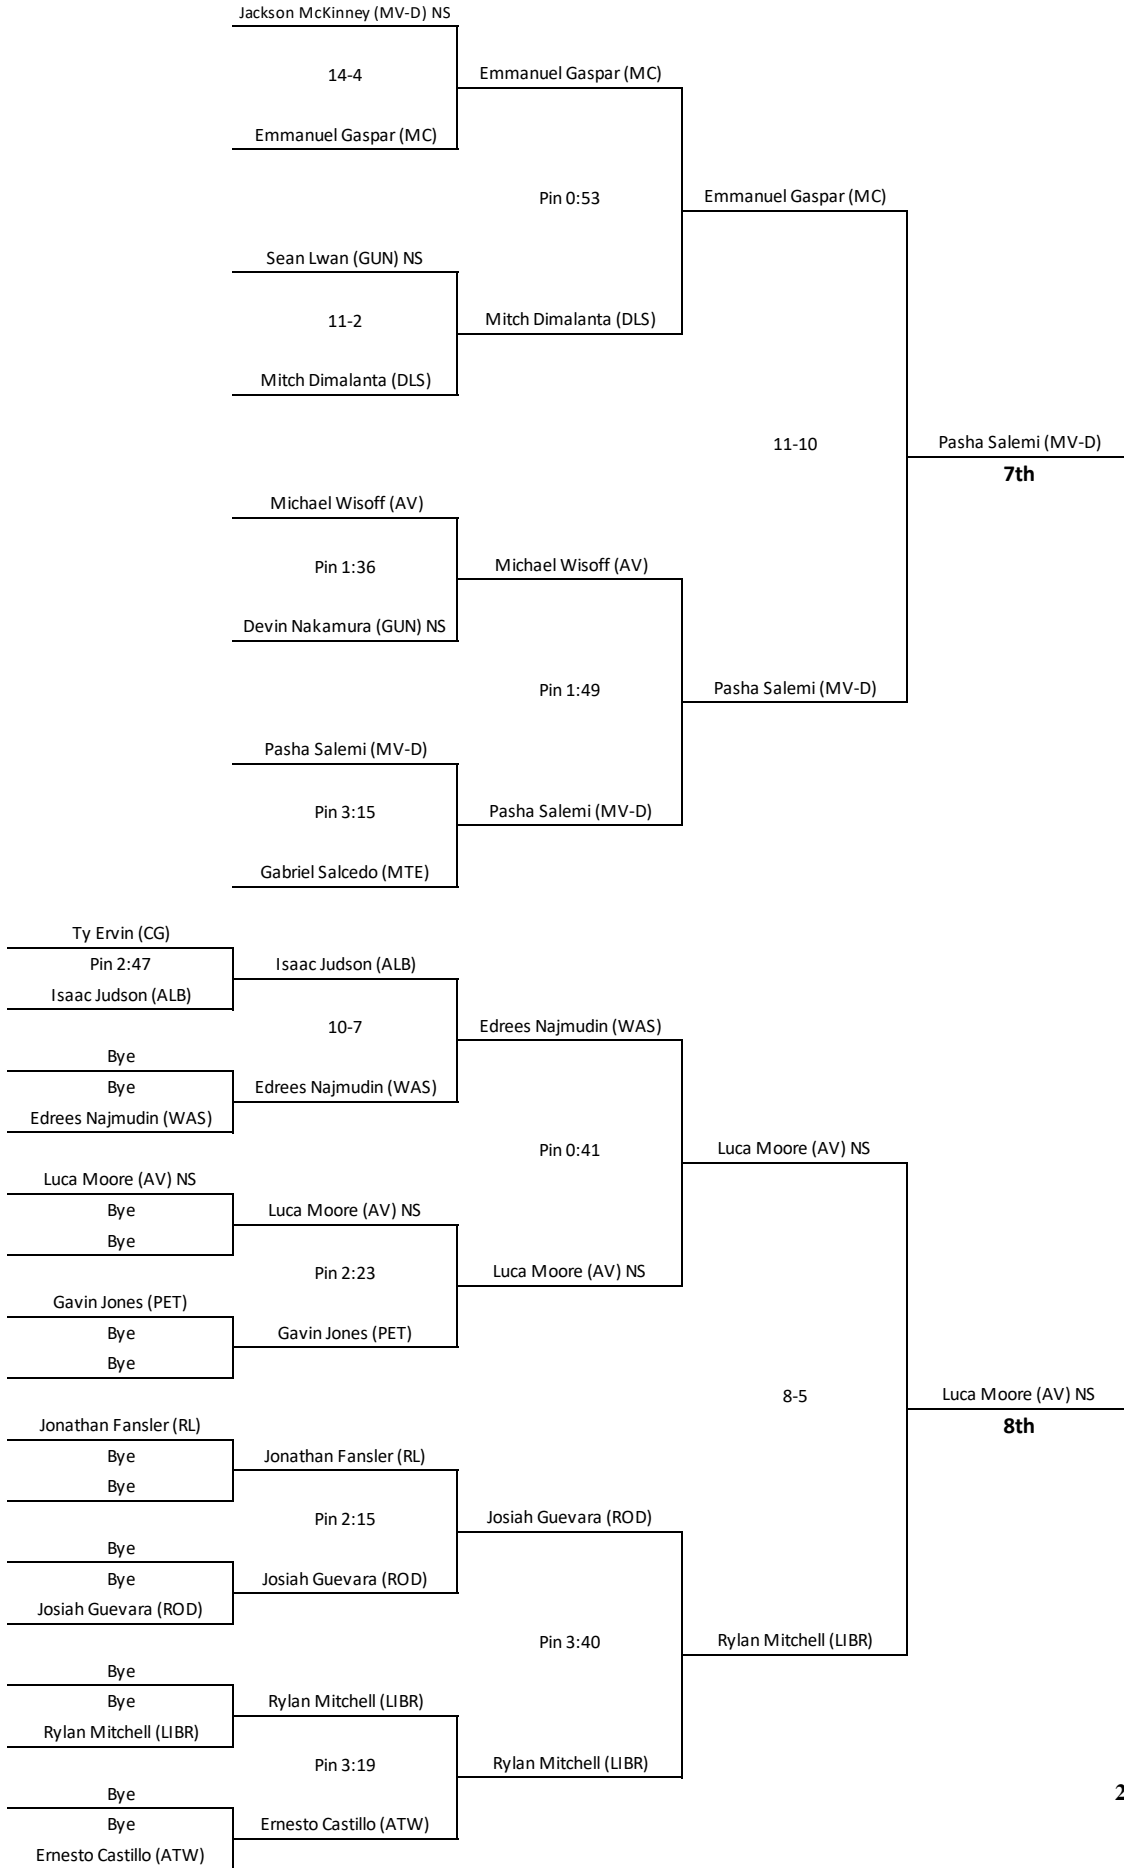 Jackson McKinney (MV-D) NS
14-4
Emmanuel Gaspar (MC)
Emmanuel Gaspar (MC)
Pin 0:53
Emmanuel Gaspar (MC)
Sean Lwan (GUN) NS
11-2
Mitch Dimalanta (DLS)
Mitch Dimalanta (DLS)
11-10
Pasha Salemi (MV-D)
7th
Michael Wisoff (AV)
Pin 1:36
Michael Wisoff (AV)
Devin Nakamura (GUN) NS
Pin 1:49
Pasha Salemi (MV-D)
Pasha Salemi (MV-D)
Pin 3:15
Pasha Salemi (MV-D)
Gabriel Salcedo (MTE)
Ty Ervin (CG)
Pin 2:47
Isaac Judson (ALB)
Isaac Judson (ALB)
10-7
Edrees Najmudin (WAS)
Bye
Bye
Edrees Najmudin (WAS)
Edrees Najmudin (WAS)
Pin 0:41
Luca Moore (AV) NS
Luca Moore (AV) NS
Bye
Luca Moore (AV) NS
Bye
Pin 2:23
Luca Moore (AV) NS
Gavin Jones (PET)
Bye
Gavin Jones (PET)
Bye
8-5
Luca Moore (AV) NS
8th
Jonathan Fansler (RL)
Bye
Jonathan Fansler (RL)
Bye
Pin 2:15
Josiah Guevara (ROD)
Bye
Bye
Josiah Guevara (ROD)
Josiah Guevara (ROD)
Pin 3:40
Rylan Mitchell (LIBR)
Bye
Bye
Rylan Mitchell (LIBR)
Rylan Mitchell (LIBR)
Pin 3:19
Rylan Mitchell (LIBR)
Bye
2
Bye
Ernesto Castillo (ATW)
Ernesto Castillo (ATW)